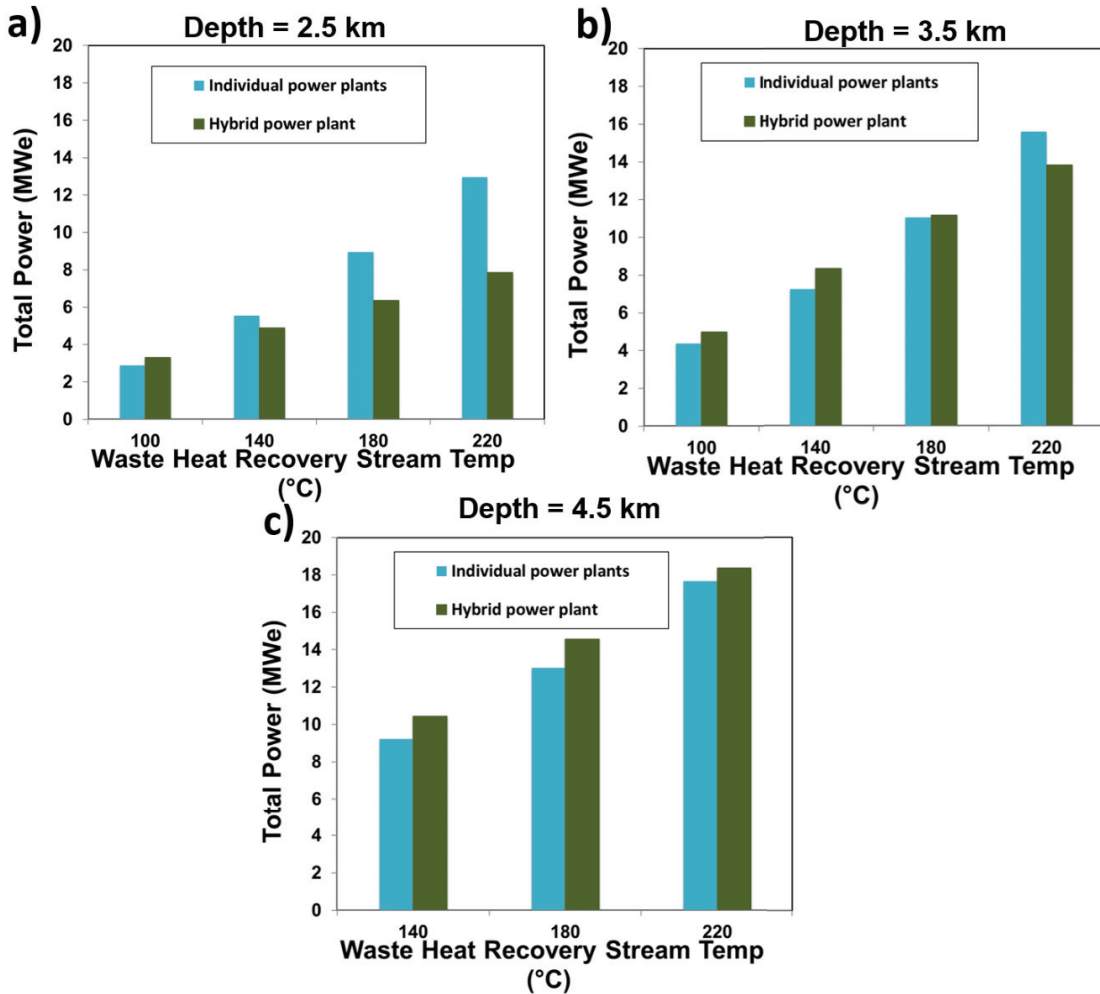 a)
Depth = 2.5 km
Individual power plants
Hybrid power plant
Total Power (MWe)
20
18
16
14
12
10
8
6
4
2
0
100 140 180 220
Waste Heat Recovery Stream Temp
(°C)
b)
Depth = 3.5 km
Individual power plants
Hybrid power plant
Total Power (MWe)
20
18
16
14
12
10
8
6
4
2
0
100 140 180 220
Waste Heat Recovery Stream Temp
(°C)
c)
Depth = 4.5 km
Individual power plants
Hybrid power plant
Total Power (MWe)
20
18
16
14
12
10
8
6
4
2
0
140 180 220
Waste Heat Recovery Stream Temp
(°C)